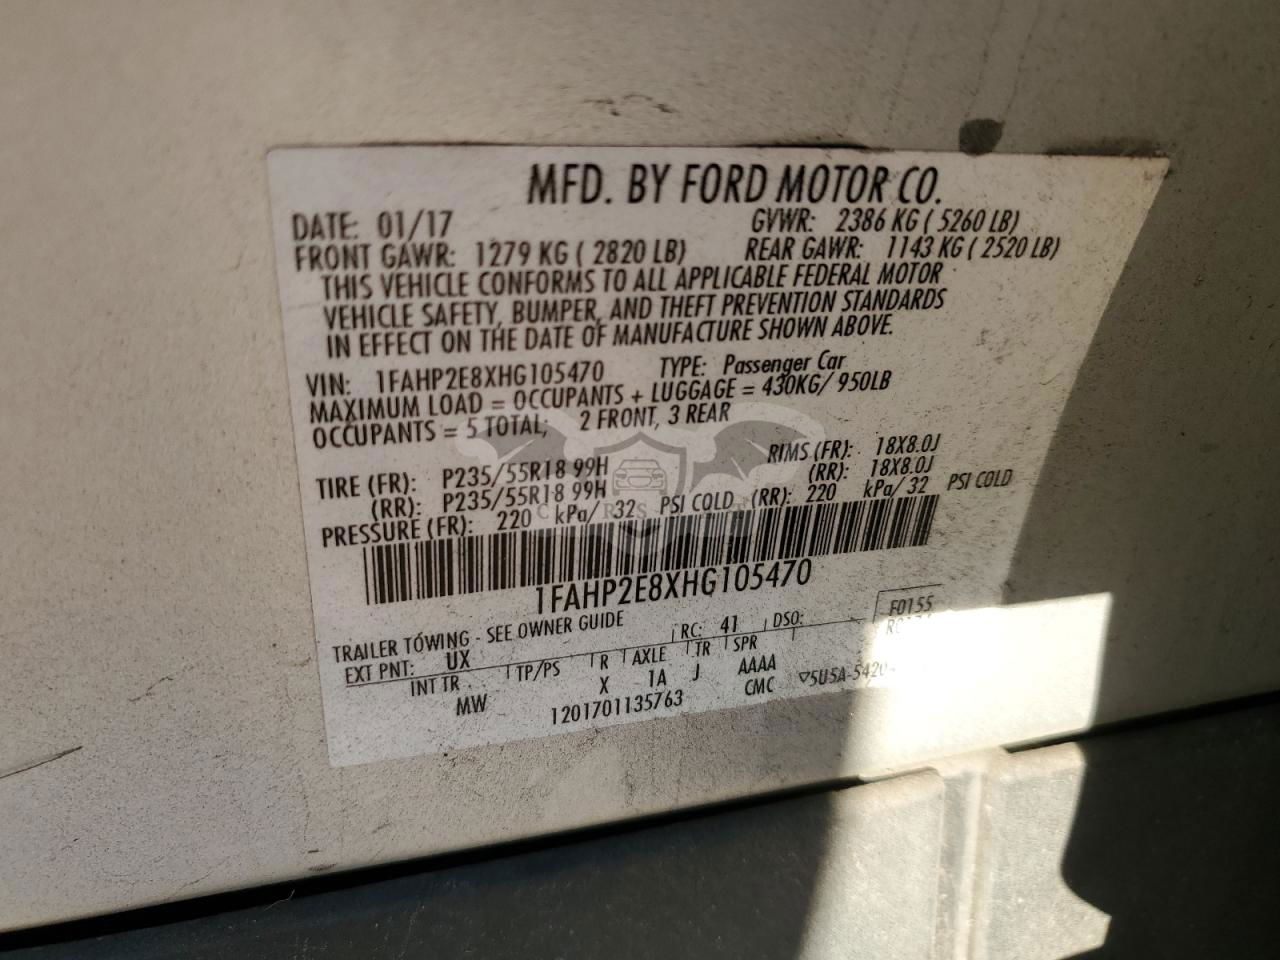 MFD. BY FORD MOTOR CO.
DATE: 01/17 GVWR: 2386 KG ( 5260 LB)
FRONT GAWR: 1279 KG ( 2820 LB) REAR GAWR: 1143 KG ( 2520 LB)
THIS VEHICLE CONFORMS TO ALL APPLICABLE FEDERAL MOTOR
VEHICLE SAFETY, BUMPER, AND THEFT PREVENTION STANDARDS
IN EFFECT ON THE DATE OF MANUFACTURE SHOWN ABOVE.
VIN: 1FAHP2E8XHG105470 TYPE: Passenger Car
MAXIMUM LOAD = OCCUPANTS + LUGGAGE = 430KG/ 950LB
OCCUPANTS = 5 TOTAL; 2 FRONT, 3 REAR
TIRE (FR): P235/55R18 99H RIMS (FR): 18X8.0J
(RR): P235/55R18 99H (RR): 18X8.0J
PRESSURE (FR): 220 kPa/ 32 PSI COLD (RR): 220 kPa/ 32 PSI COLD
1FAHP2E8XHG105470
TRAILER TOWING - SEE OWNER GUIDE F0155
EXT PNT: UX RC: 41 DSO:
INT TR TP/PS R AXLE TR SPR
MW X 1A J AAAA
1201701135763 CMC 5U5A-5420